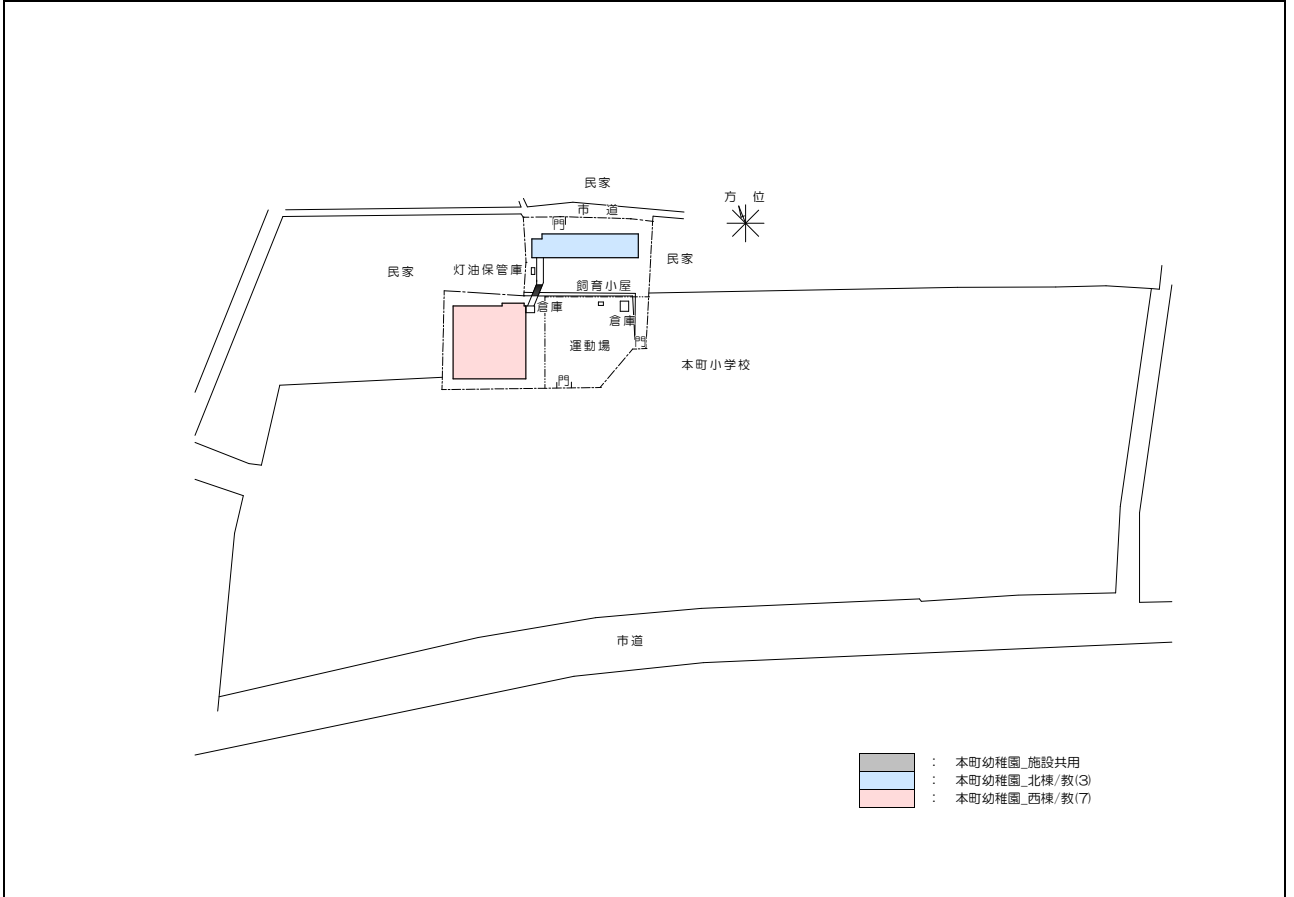 民家
方 位
市 道
門
民家
民家
灯油保管庫
飼育小屋
倉庫
倉庫
門
運動場
本町小学校
門
市道
： 本町幼稚園_施設共用
： 本町幼稚園_北棟/教(3)
： 本町幼稚園_西棟/教(7)